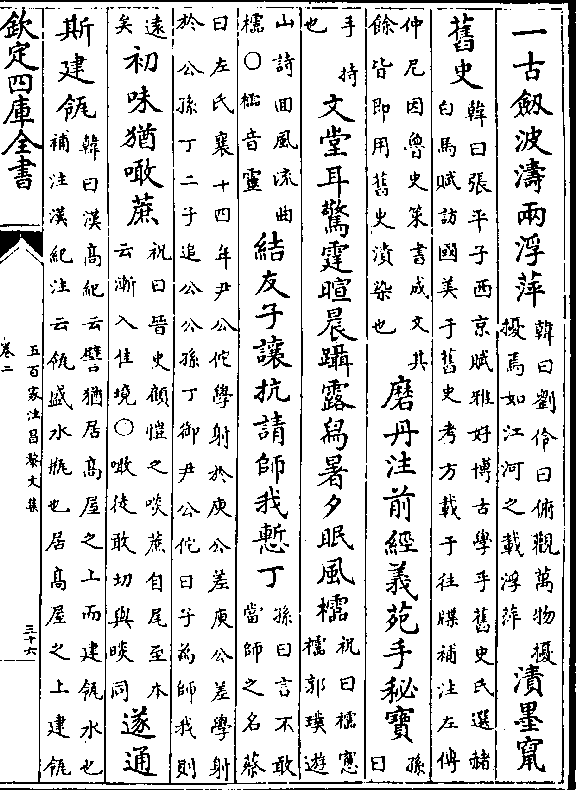 一古劒波濤兩浮萍韓曰劉伶曰俯觀萬物擾擾焉如江河之載浮萍漬墨竄
舊史韓曰張平子西京賦雅好博古學乎舊史氏選赭白馬賦訪國美于舊史考方載于往牒補注左傳
仲尼因魯史策書成文其餘皆即用舊史漬染也磨丹注前經義苑手秘寶孫曰
手持也文堂耳驚霆暄晨躡露舄暑夕眠風櫺祝曰櫺窻櫺郭璞遊
山詩回風流曲櫺〇櫺音靈結友子讓抗請師我慙丁孫曰言不敢當師之名蔡
曰左氏襄十四年尹公佗學射於庾公差庾公差學射於公孫丁二子追公公孫丁御尹公佗曰子為師我則
遠矣初味猶噉蔗祝曰晉史顧愷之啖蔗自尾至本云漸入佳境〇噉徒敢切與啖同遂通
斯建瓴韓曰漢高紀云譬猶居高屋之上而建瓴水也補注漢紀注云瓴盛水瓶也居高屋之上建瓴
欽定四庫全書
五百家注昌黎文集
卷二
三十六